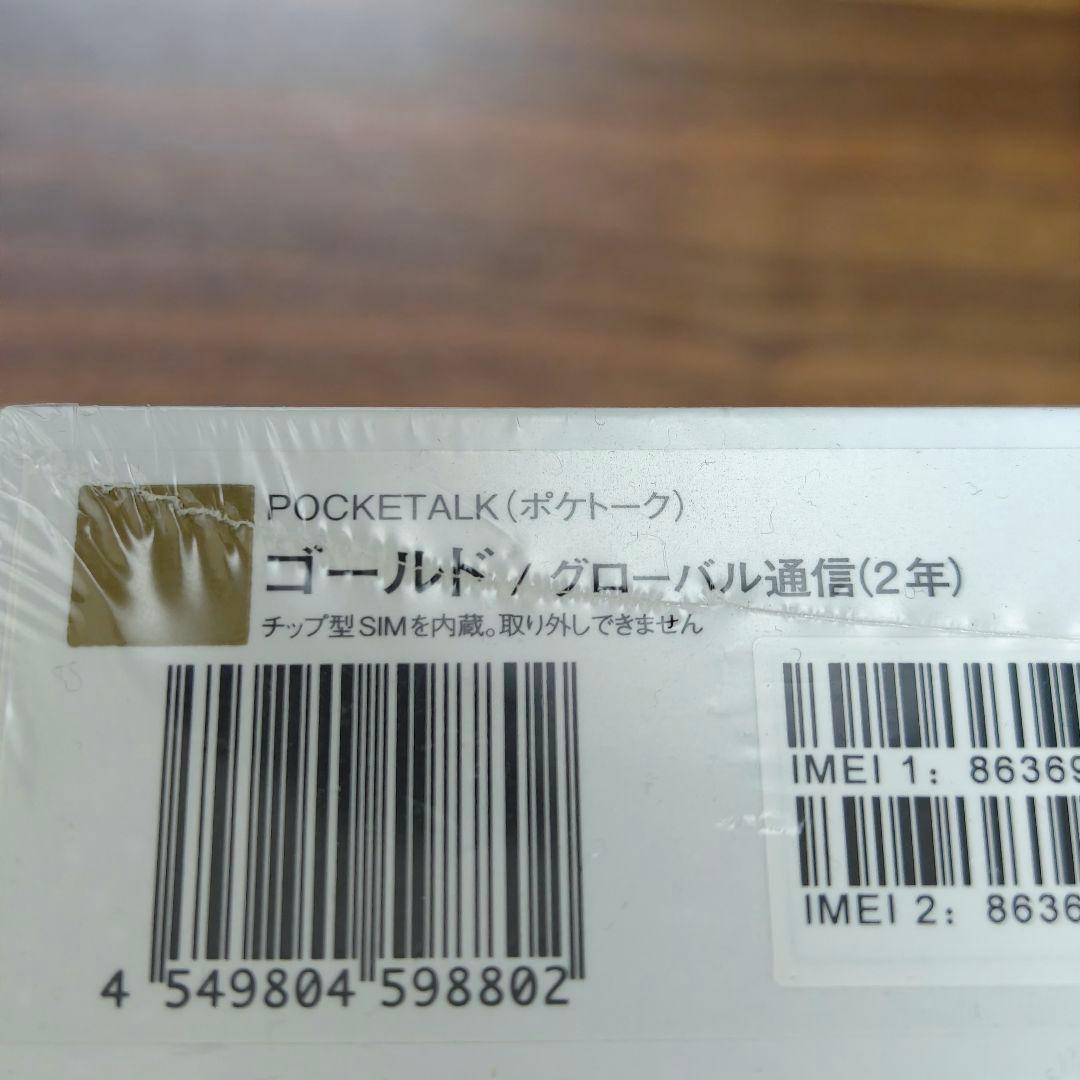 POCKETALK(ポケトーク)
ゴールド / グローバル通信(2年)
チップ型SIMを内蔵。取り外しできません
4 549804 598802
IMEI 1: 86369
IMEI 2: 8636